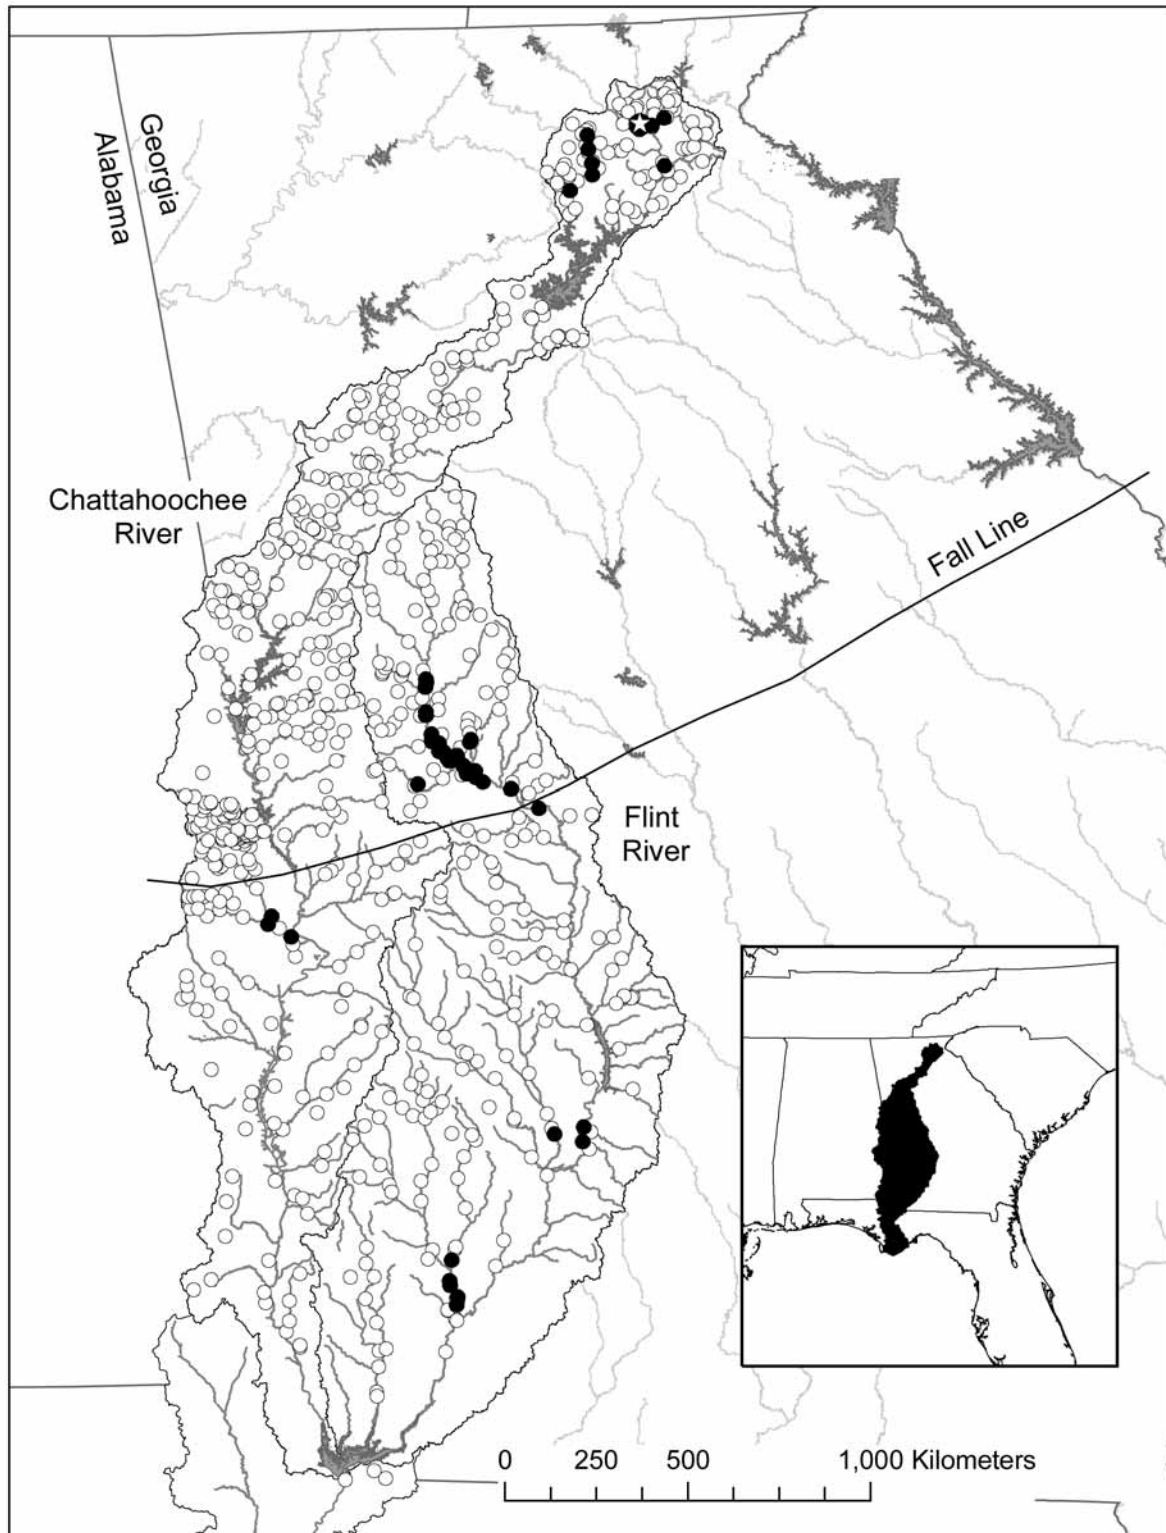 Georgia
Alabama
Chattahoochee
River
Fall Line
Flint
River
0 250 500 1,000 Kilometers